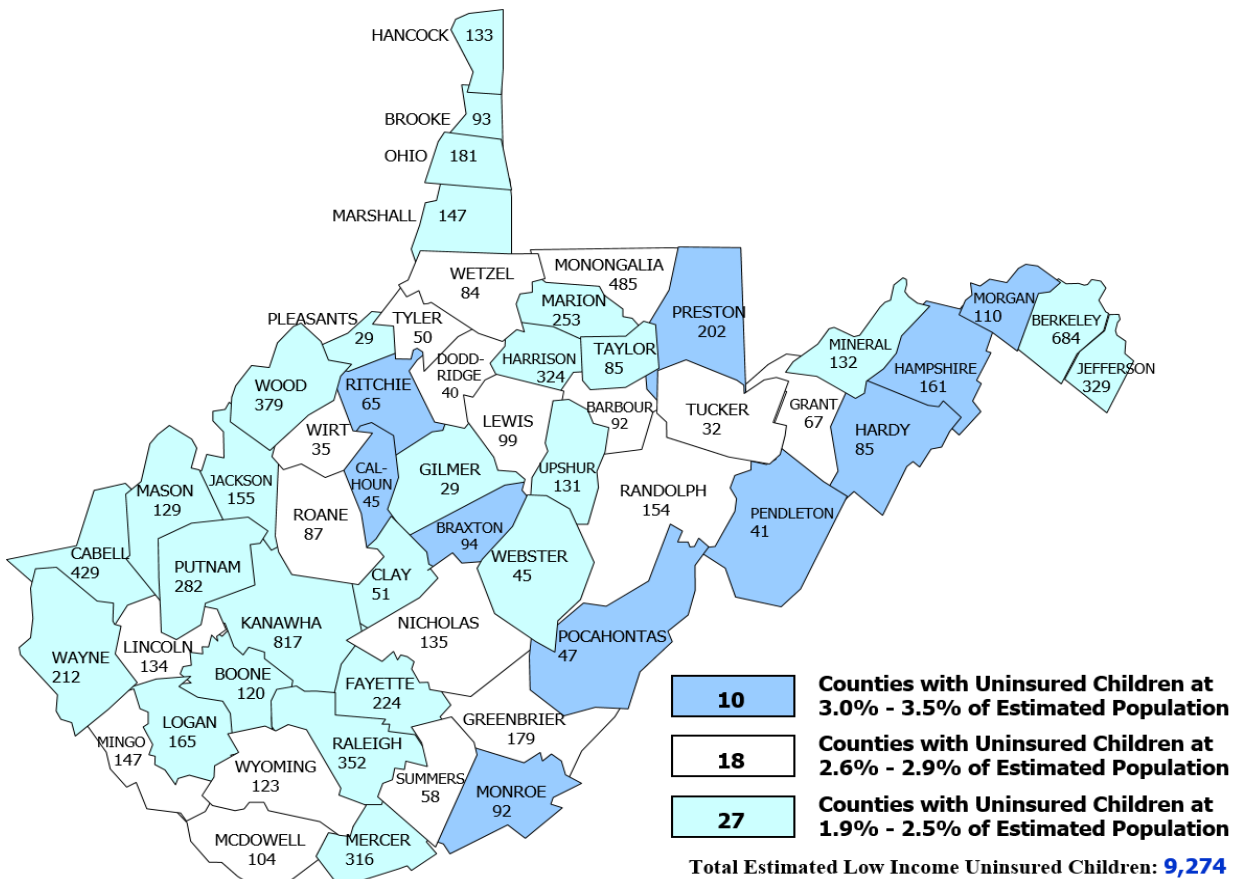 HANCOCK 133
BROOKE 93
OHIO 181
MARSHALL 147
WETZEL
84
MONONGALIA
485
MARION
253
PRESTON
202
MORGAN
110
BERKELEY
684
JEFFERSON
329
MINERAL
132
HAMPSHIRE
161
PLEASANTS
29
TYLER
50
DODD-
RIDGE
40
HARRISON
324
TAYLOR
85
WOOD
379
RITCHIE
65
WIRT
35
LEWIS
99
BARBOUR
92
TUCKER
32
GRANT
67
HARDY
85
CAL-
HOUN
45
GILMER
29
UPSHUR
131
RANDOLPH
154
PENDLETON
41
JACKSON
155
MASON
129
ROANE
87
BRAXTON
94
WEBSTER
45
CABELL
429
PUTNAM
282
CLAY
51
KANAWHA
817
NICHOLAS
135
POCAHONTAS
47
WAYNE
212
LINCOLN
134
BOONE
120
FAYETTE
224
LOGAN
165
GREENBRIER
179
MINGO
147
RALEIGH
352
WYOMING
123
SUMMERS
58
MONROE
92
MCDOWELL
104
MERCER
316
10 Counties with Uninsured Children at
3.0% - 3.5% of Estimated Population
18 Counties with Uninsured Children at
2.6% - 2.9% of Estimated Population
27 Counties with Uninsured Children at
1.9% - 2.5% of Estimated Population
Total Estimated Low Income Uninsured Children: 9,274